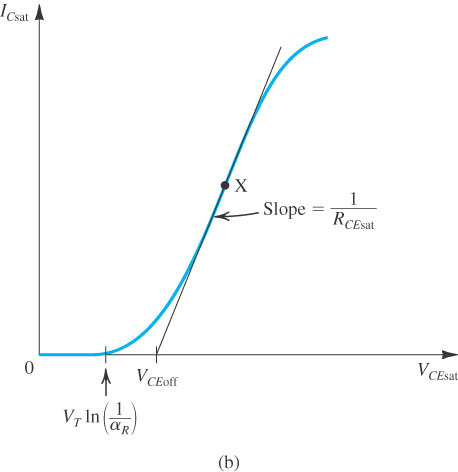 I_Csat
X
Slope = 1/R_CEsat
0
V_CEoff
V_CEsat
V_T ln(1/α_R)
(b)